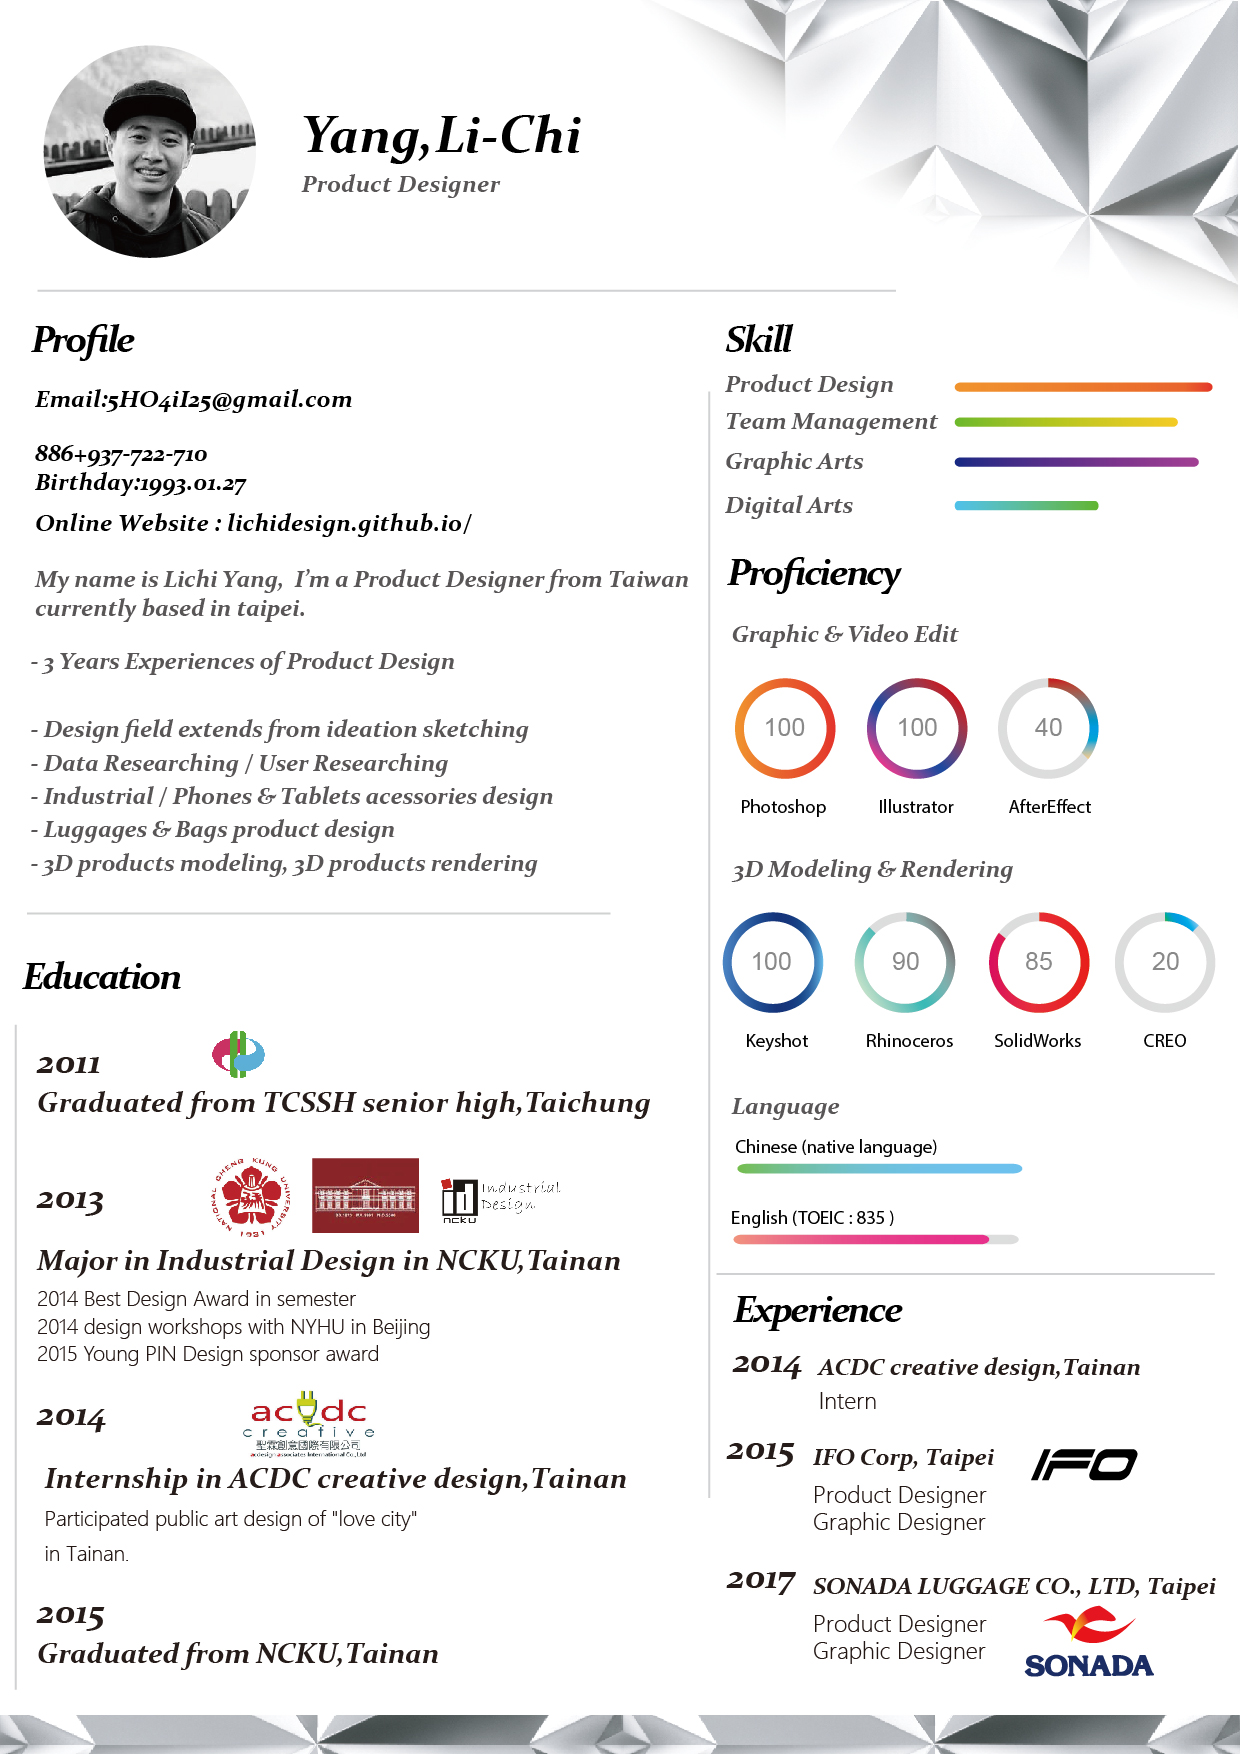 Yang,Li-Chi
Product Designer
Profile
Email:5HO4iI25@gmail.com
886+937-722-710
Birthday:1993.01.27
Online Website : lichidesign.github.io/
My name is Lichi Yang,  I'm a Product Designer from Taiwan
currently based in taipei.
- 3 Years Experiences of Product Design
- Design field extends from ideation sketching
- Data Researching / User Researching
- Industrial / Phones & Tablets acessories design
- Luggages & Bags product design
- 3D products modeling, 3D products rendering
Education
2011
Graduated from TCSSH senior high,Taichung
2013
NATIONAL CHENG KUNG UNIVERSITY 1931
Industrial
Design
ncku
Major in Industrial Design in NCKU,Tainan
2014 Best Design Award in semester
2014 design workshops with NYHU in Beijing
2015 Young PIN Design sponsor award
2014
acdc
creative
聖霖創意國際有限公司
acdesign associates International Co.,Ltd
Internship in ACDC creative design,Tainan
Participated public art design of "love city"
in Tainan.
2015
Graduated from NCKU,Tainan
Skill
Product Design
Team Management
Graphic Arts
Digital Arts
Proficiency
Graphic & Video Edit
100
100
40
Photoshop
Illustrator
AfterEffect
3D Modeling & Rendering
100
90
85
20
Keyshot
Rhinoceros
SolidWorks
CREO
Language
Chinese (native language)
English (TOEIC : 835 )
Experience
2014 ACDC creative design,Tainan
Intern
2015 IFO Corp, Taipei
IFO
Product Designer
Graphic Designer
2017 SONADA LUGGAGE CO., LTD, Taipei
Product Designer
Graphic Designer
SONADA